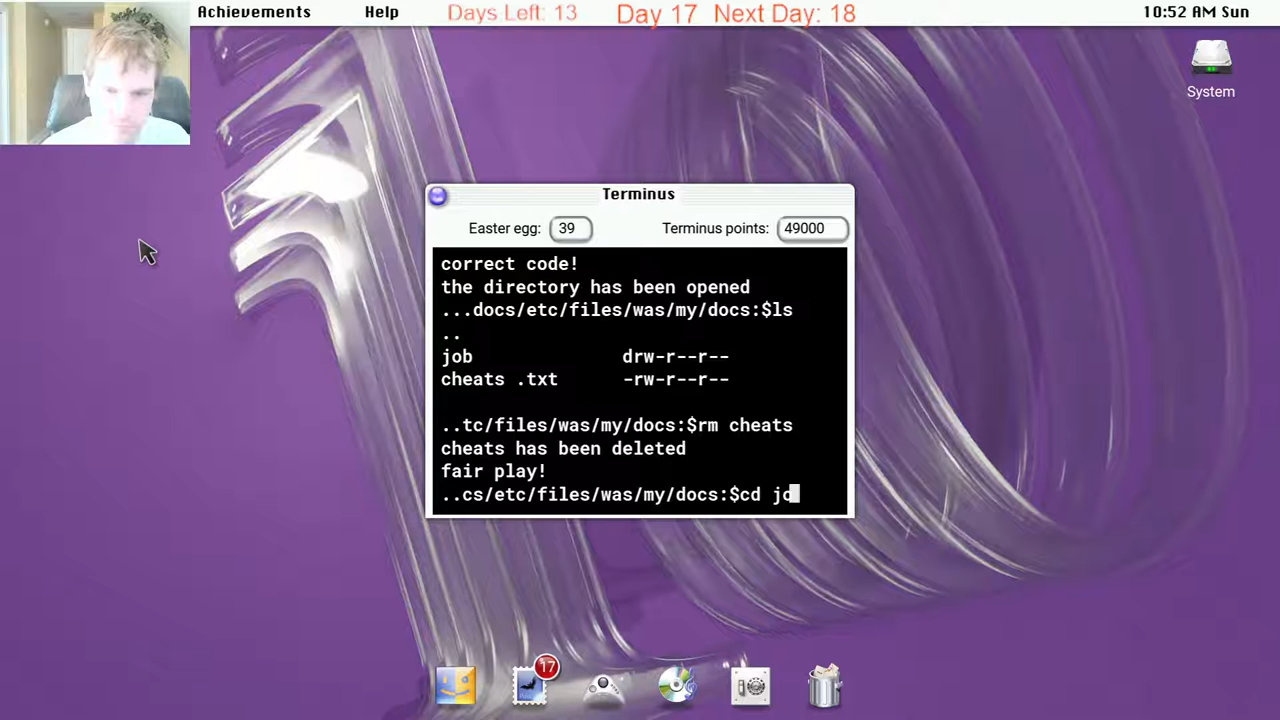 Achievements Help Days Left: 13 Day 17 Next Day: 18 10:52 AM Sun
System
Terminus
Easter egg: 39 Terminus points: 49000
correct code!
the directory has been opened
...docs/etc/files/was/my/docs:$ls
..
job drw-r--r--
cheats .txt -rw-r--r--
..tc/files/was/my/docs:$rm cheats
cheats has been deleted
fair play!
..cs/etc/files/was/my/docs:$cd jo
17